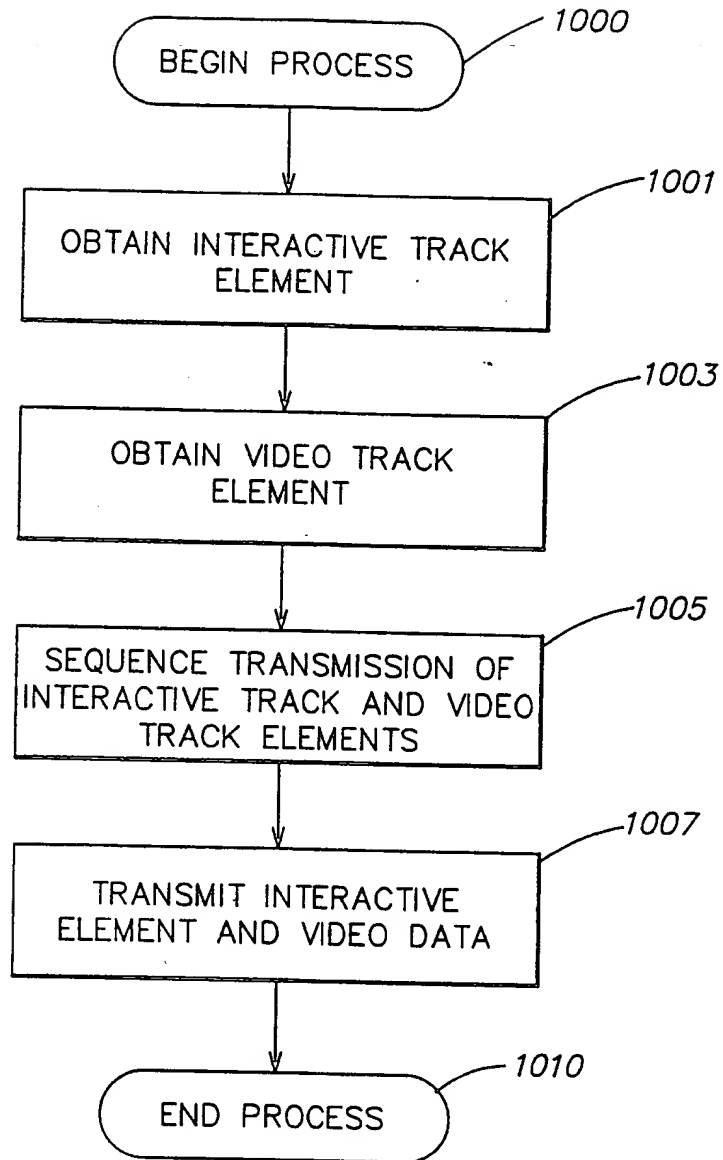 1000
BEGIN PROCESS
1001
OBTAIN INTERACTIVE TRACK
ELEMENT
1003
OBTAIN VIDEO TRACK
ELEMENT
1005
SEQUENCE TRANSMISSION OF
INTERACTIVE TRACK AND VIDEO
TRACK ELEMENTS
1007
TRANSMIT INTERACTIVE
ELEMENT AND VIDEO DATA
1010
END PROCESS